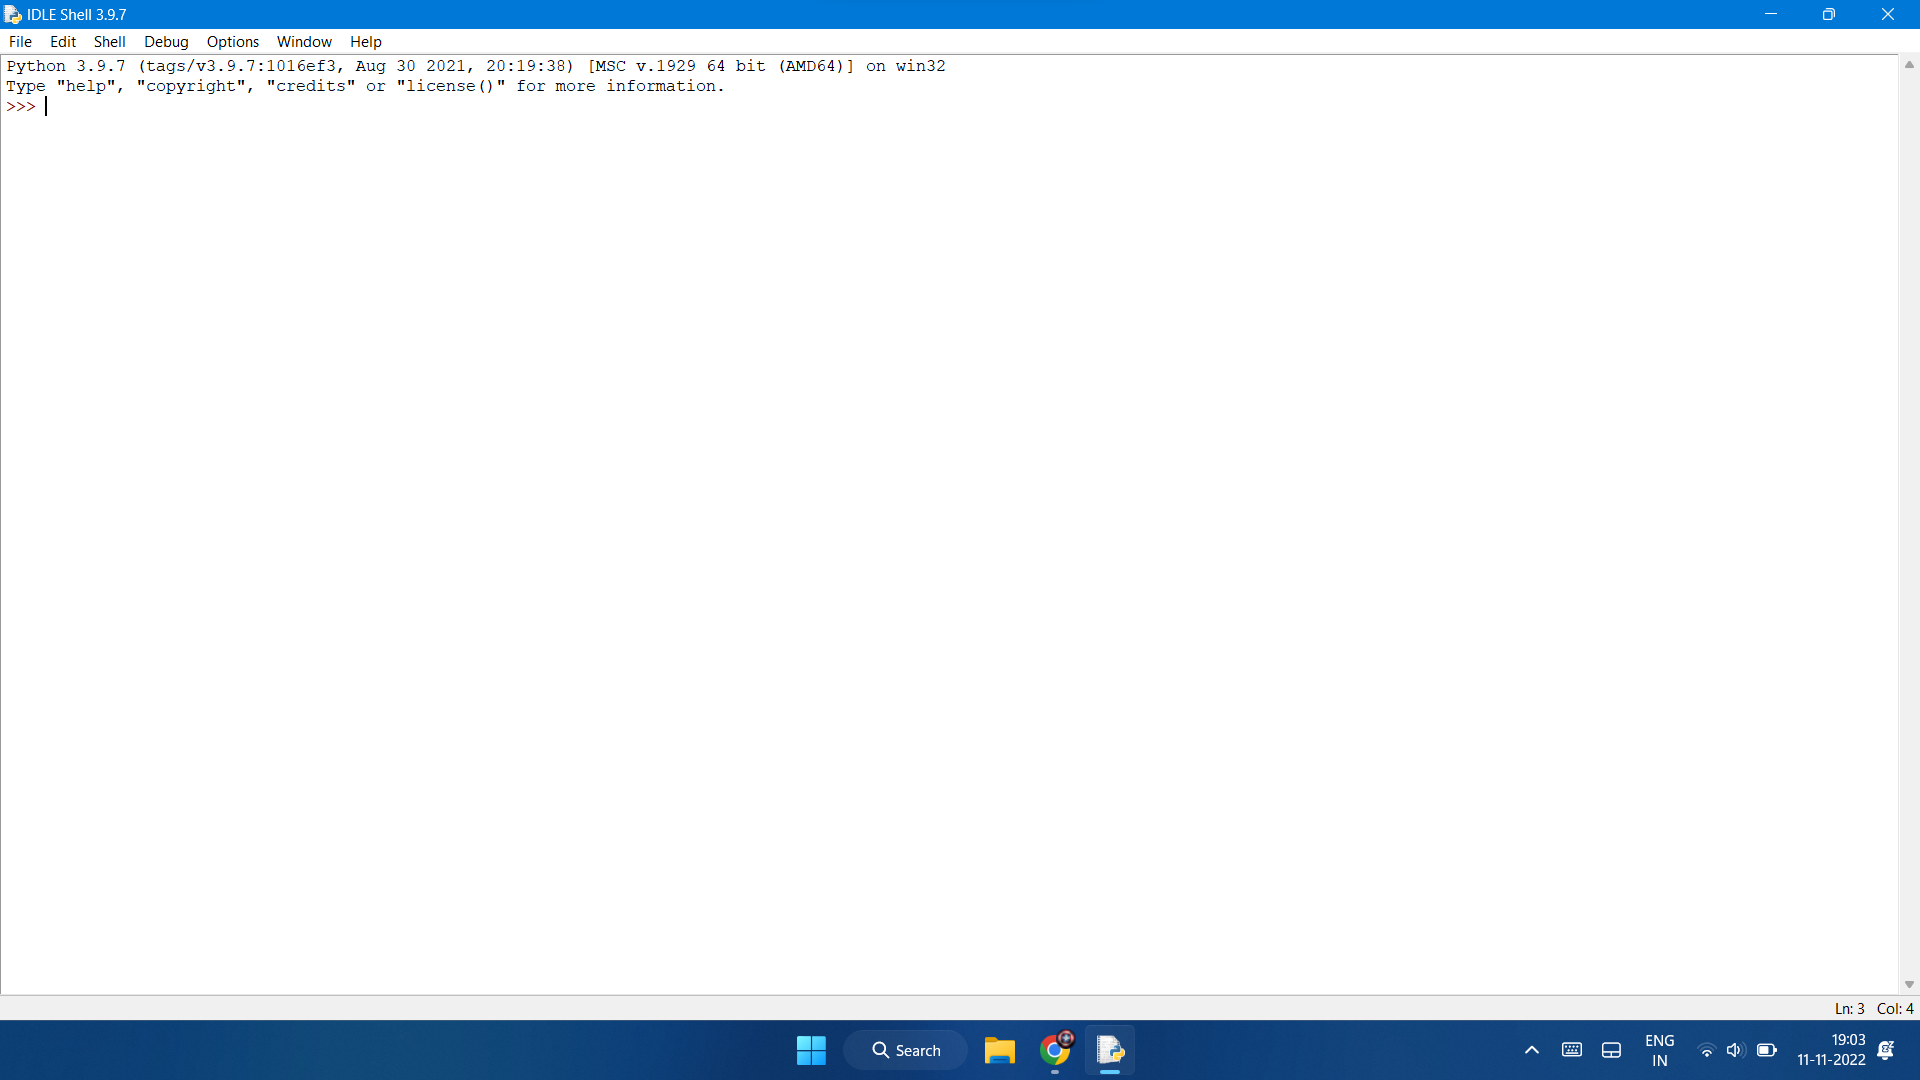 IDLE Shell 3.9.7
File Edit Shell Debug Options Window Help
Python 3.9.7 (tags/v3.9.7:1016ef3, Aug 30 2021, 20:19:38) [MSC v.1929 64 bit (AMD64)] on win32
Type "help", "copyright", "credits" or "license()" for more information.
>>>
Ln: 3 Col: 4
Search
ENG
IN
19:03
11-11-2022